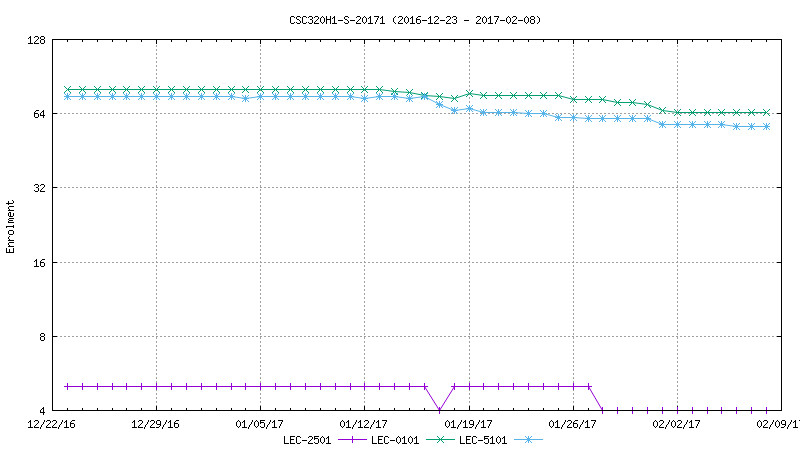 CSC320H1-S-20171 (2016-12-23 - 2017-02-08)
128
64
32
16
8
4
Enrolment
12/22/16 12/29/16 01/05/17 01/12/17 01/19/17 01/26/17 02/02/17 02/09/17
LEC-2501 LEC-0101 LEC-5101